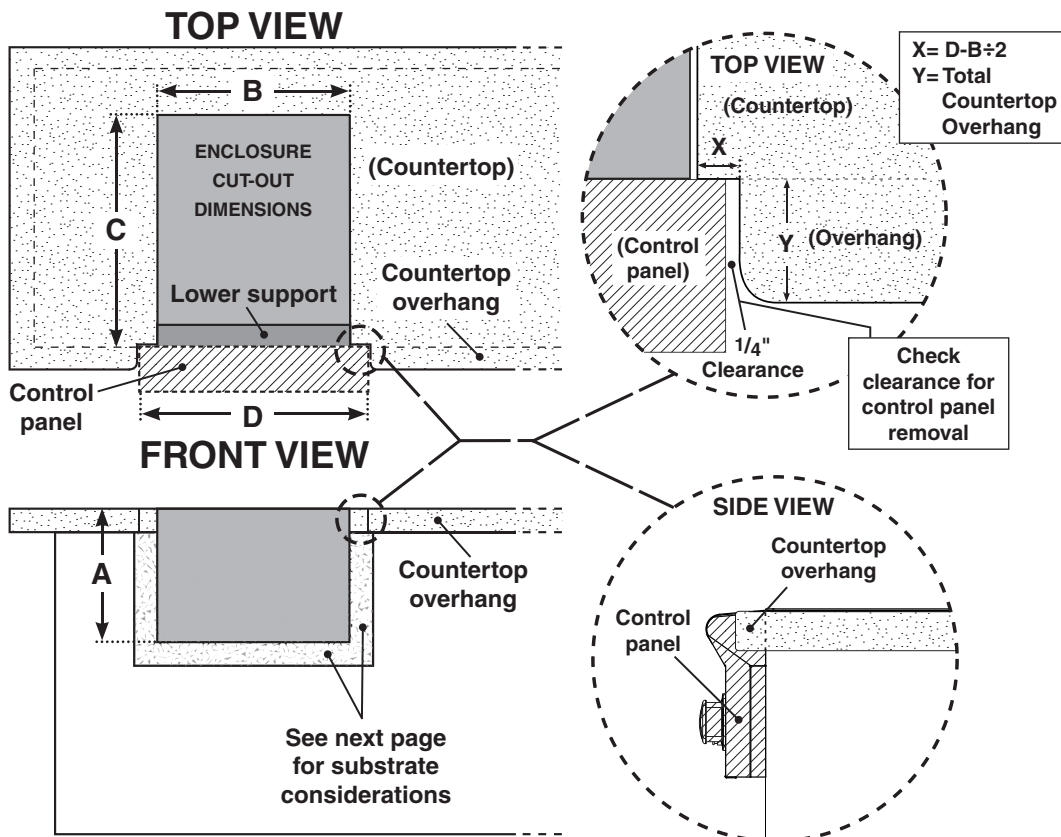 TOP VIEW
B
ENCLOSURE
CUT-OUT
DIMENSIONS
(Countertop)
C
Lower support
Countertop
overhang
Control
panel
D
TOP VIEW
(Countertop)
X
(Control
panel)
Y
(Overhang)
1/4"
Clearance
X= D-B÷2
Y= Total
Countertop
Overhang
Check
clearance for
control panel
removal
FRONT VIEW
A
Countertop
overhang
See next page
for substrate
considerations
SIDE VIEW
Countertop
overhang
Control
panel